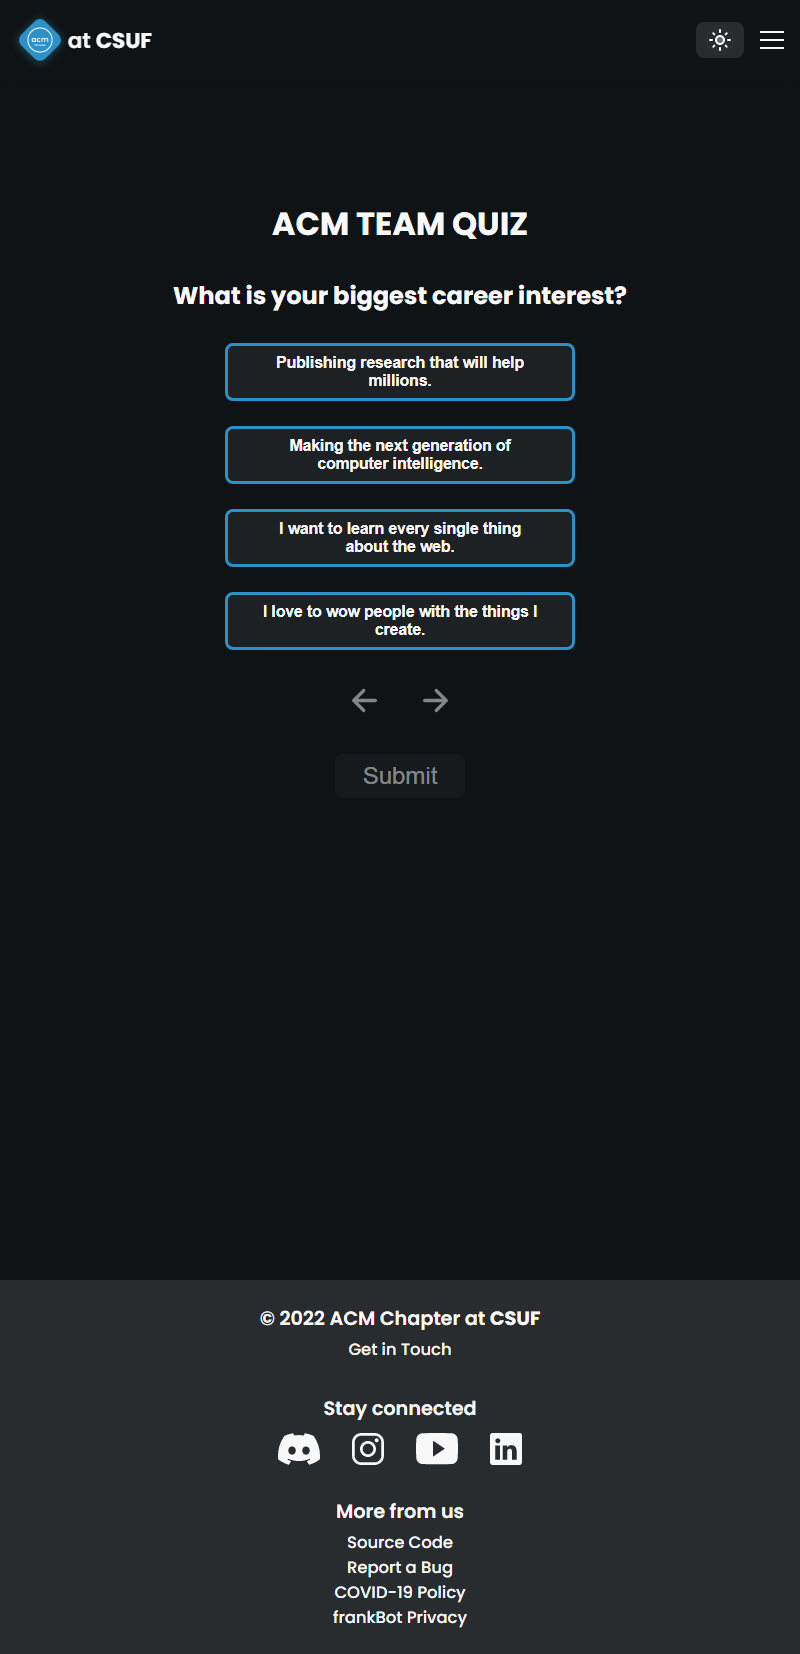 acm
at CSUF
ACM TEAM QUIZ
What is your biggest career interest?
Publishing research that will help
millions.
Making the next generation of
computer intelligence.
I want to learn every single thing
about the web.
I love to wow people with the things I
create.
Submit
© 2022 ACM Chapter at CSUF
Get in Touch
Stay connected
in
More from us
Source Code
Report a Bug
COVID-19 Policy
frankBot Privacy